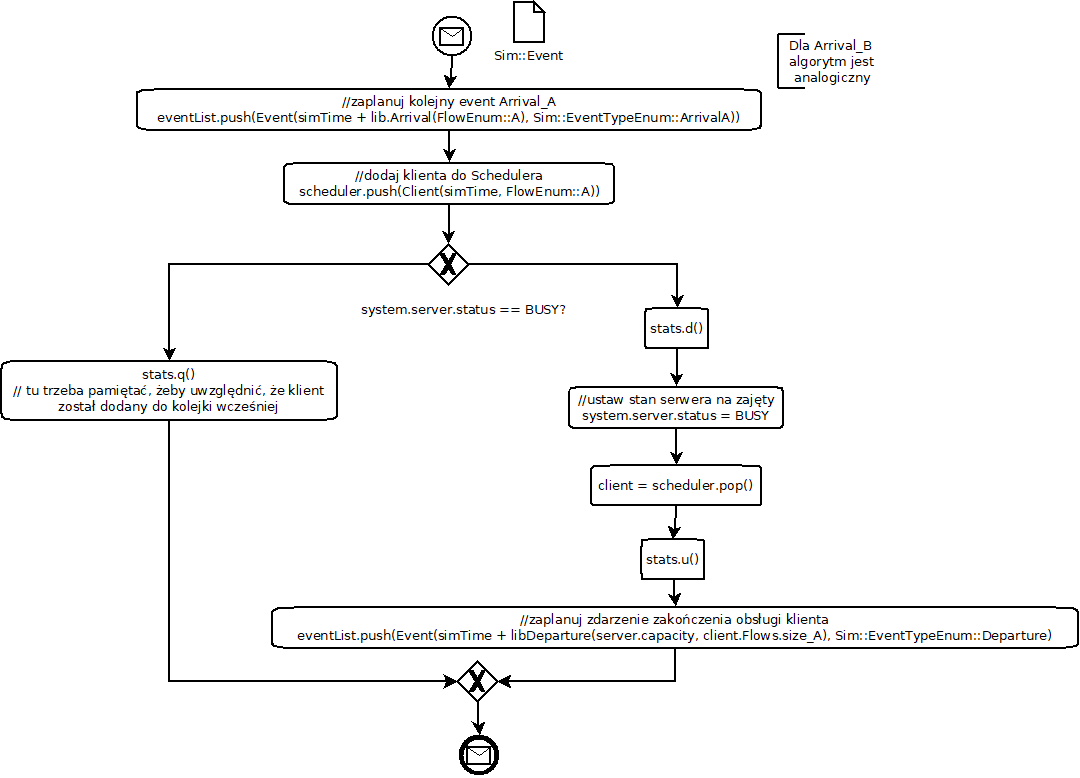 Sim::Event
Dla Arrival_B
algorytm jest
analogiczny
//zaplanuj kolejny event Arrival_A
eventList.push(Event(simTime + lib.Arrival(FlowEnum::A), Sim::EventTypeEnum::ArrivalA))
//dodaj klienta do Schedulera
scheduler.push(Client(simTime, FlowEnum::A))
X
system.server.status == BUSY?
stats.d()
stats.q()
// tu trzeba pamiętać, żeby uwzględnić, że klient
został dodany do kolejki wcześniej
//ustaw stan serwera na zajęty
system.server.status = BUSY
client = scheduler.pop()
stats.u()
//zaplanuj zdarzenie zakończenia obsługi klienta
eventList.push(Event(simTime + libDeparture(server.capacity, client.Flows.size_A), Sim::EventTypeEnum::Departure)
X